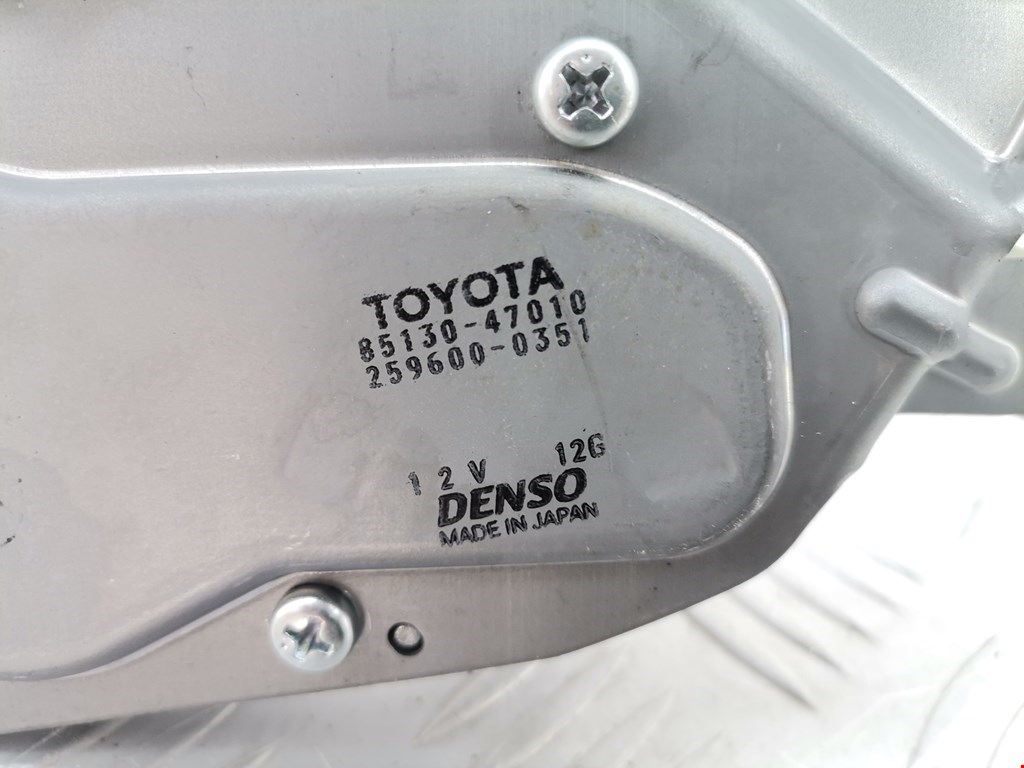 TOYOTA
85130-47010
259600-0351
12V 12G
DENSO
MADE IN JAPAN